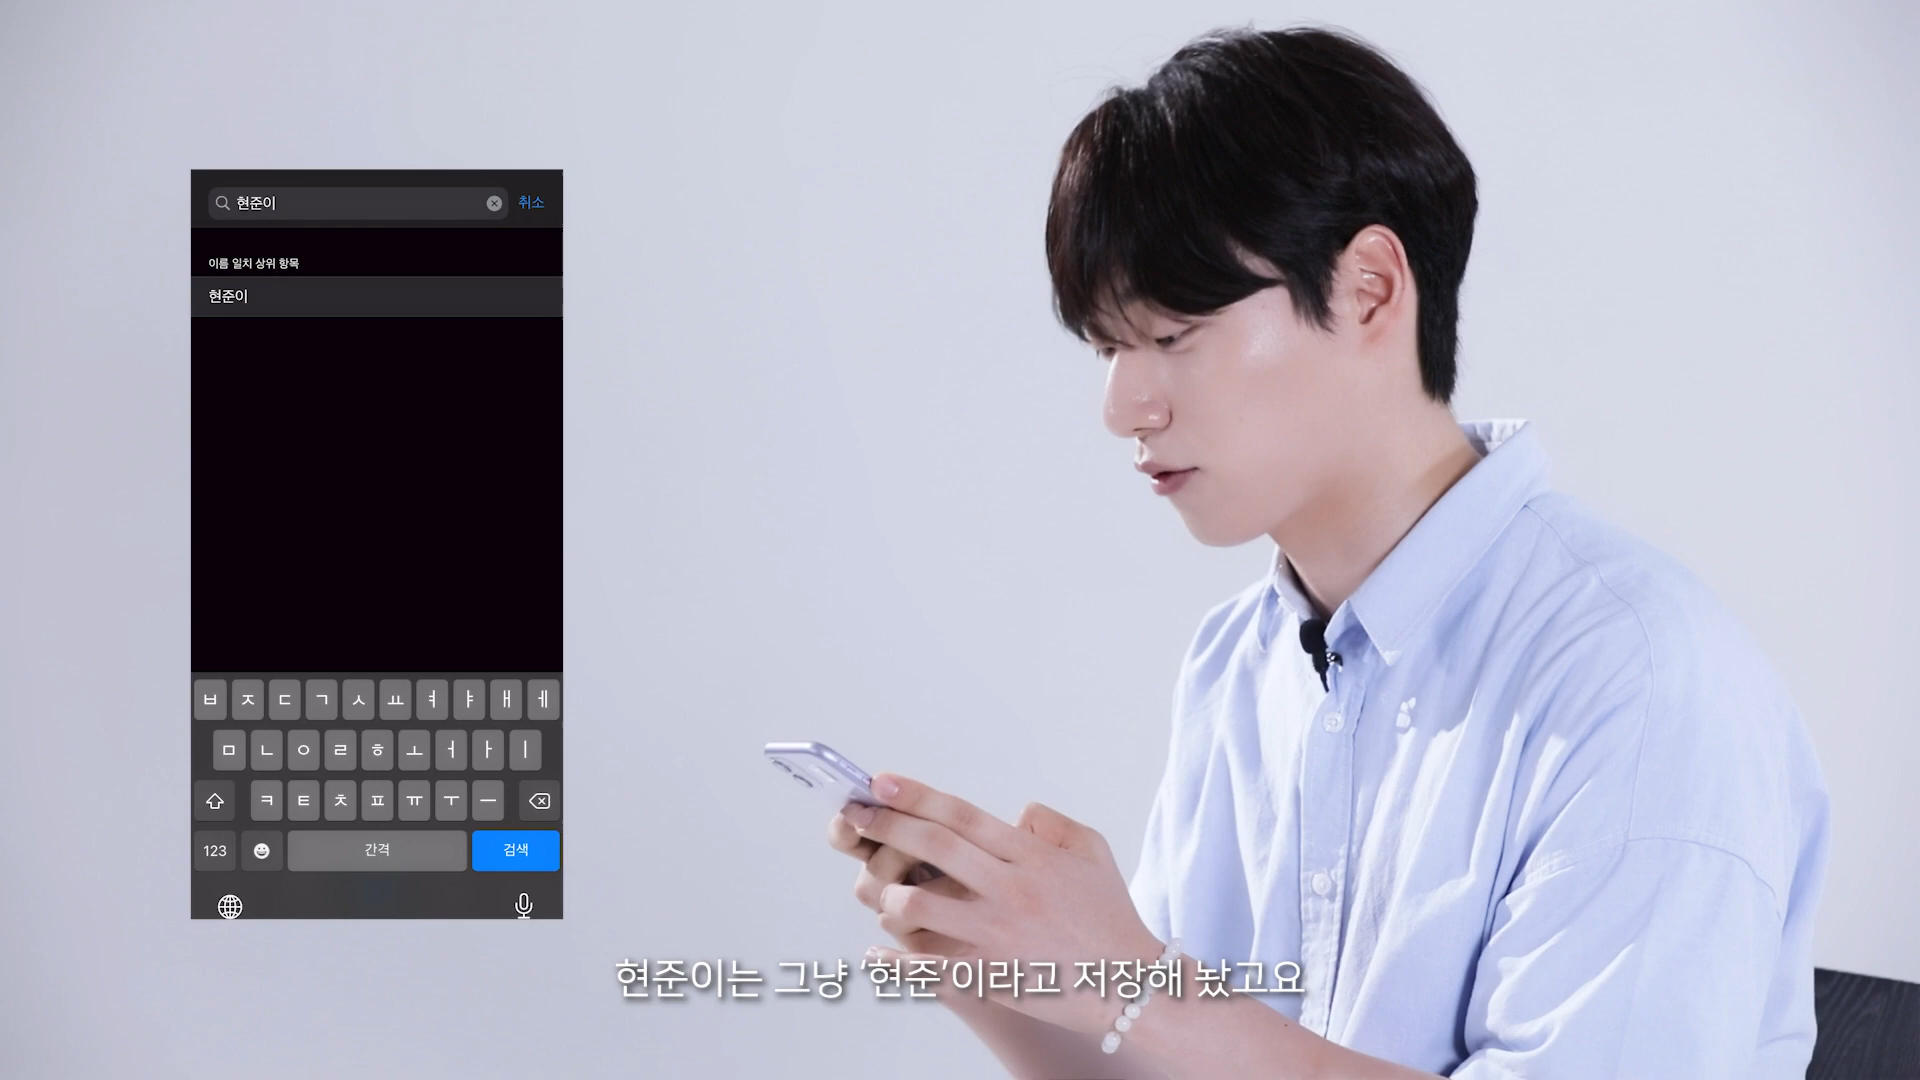 현준이
취소
이름 일치 상위 항목
현준이
ㅂ ㅈ ㄷ ㄱ ㅅ ㅛ ㅕ ㅑ ㅐ ㅔ
ㅁ ㄴ ㅇ ㄹ ㅎ ㅗ ㅓ ㅏ ㅣ
ㅋ ㅌ ㅊ ㅍ ㅠ ㅜ ㅡ
123 간격 검색
현준이는 그냥 ‘현준’이라고 저장해 놨고요